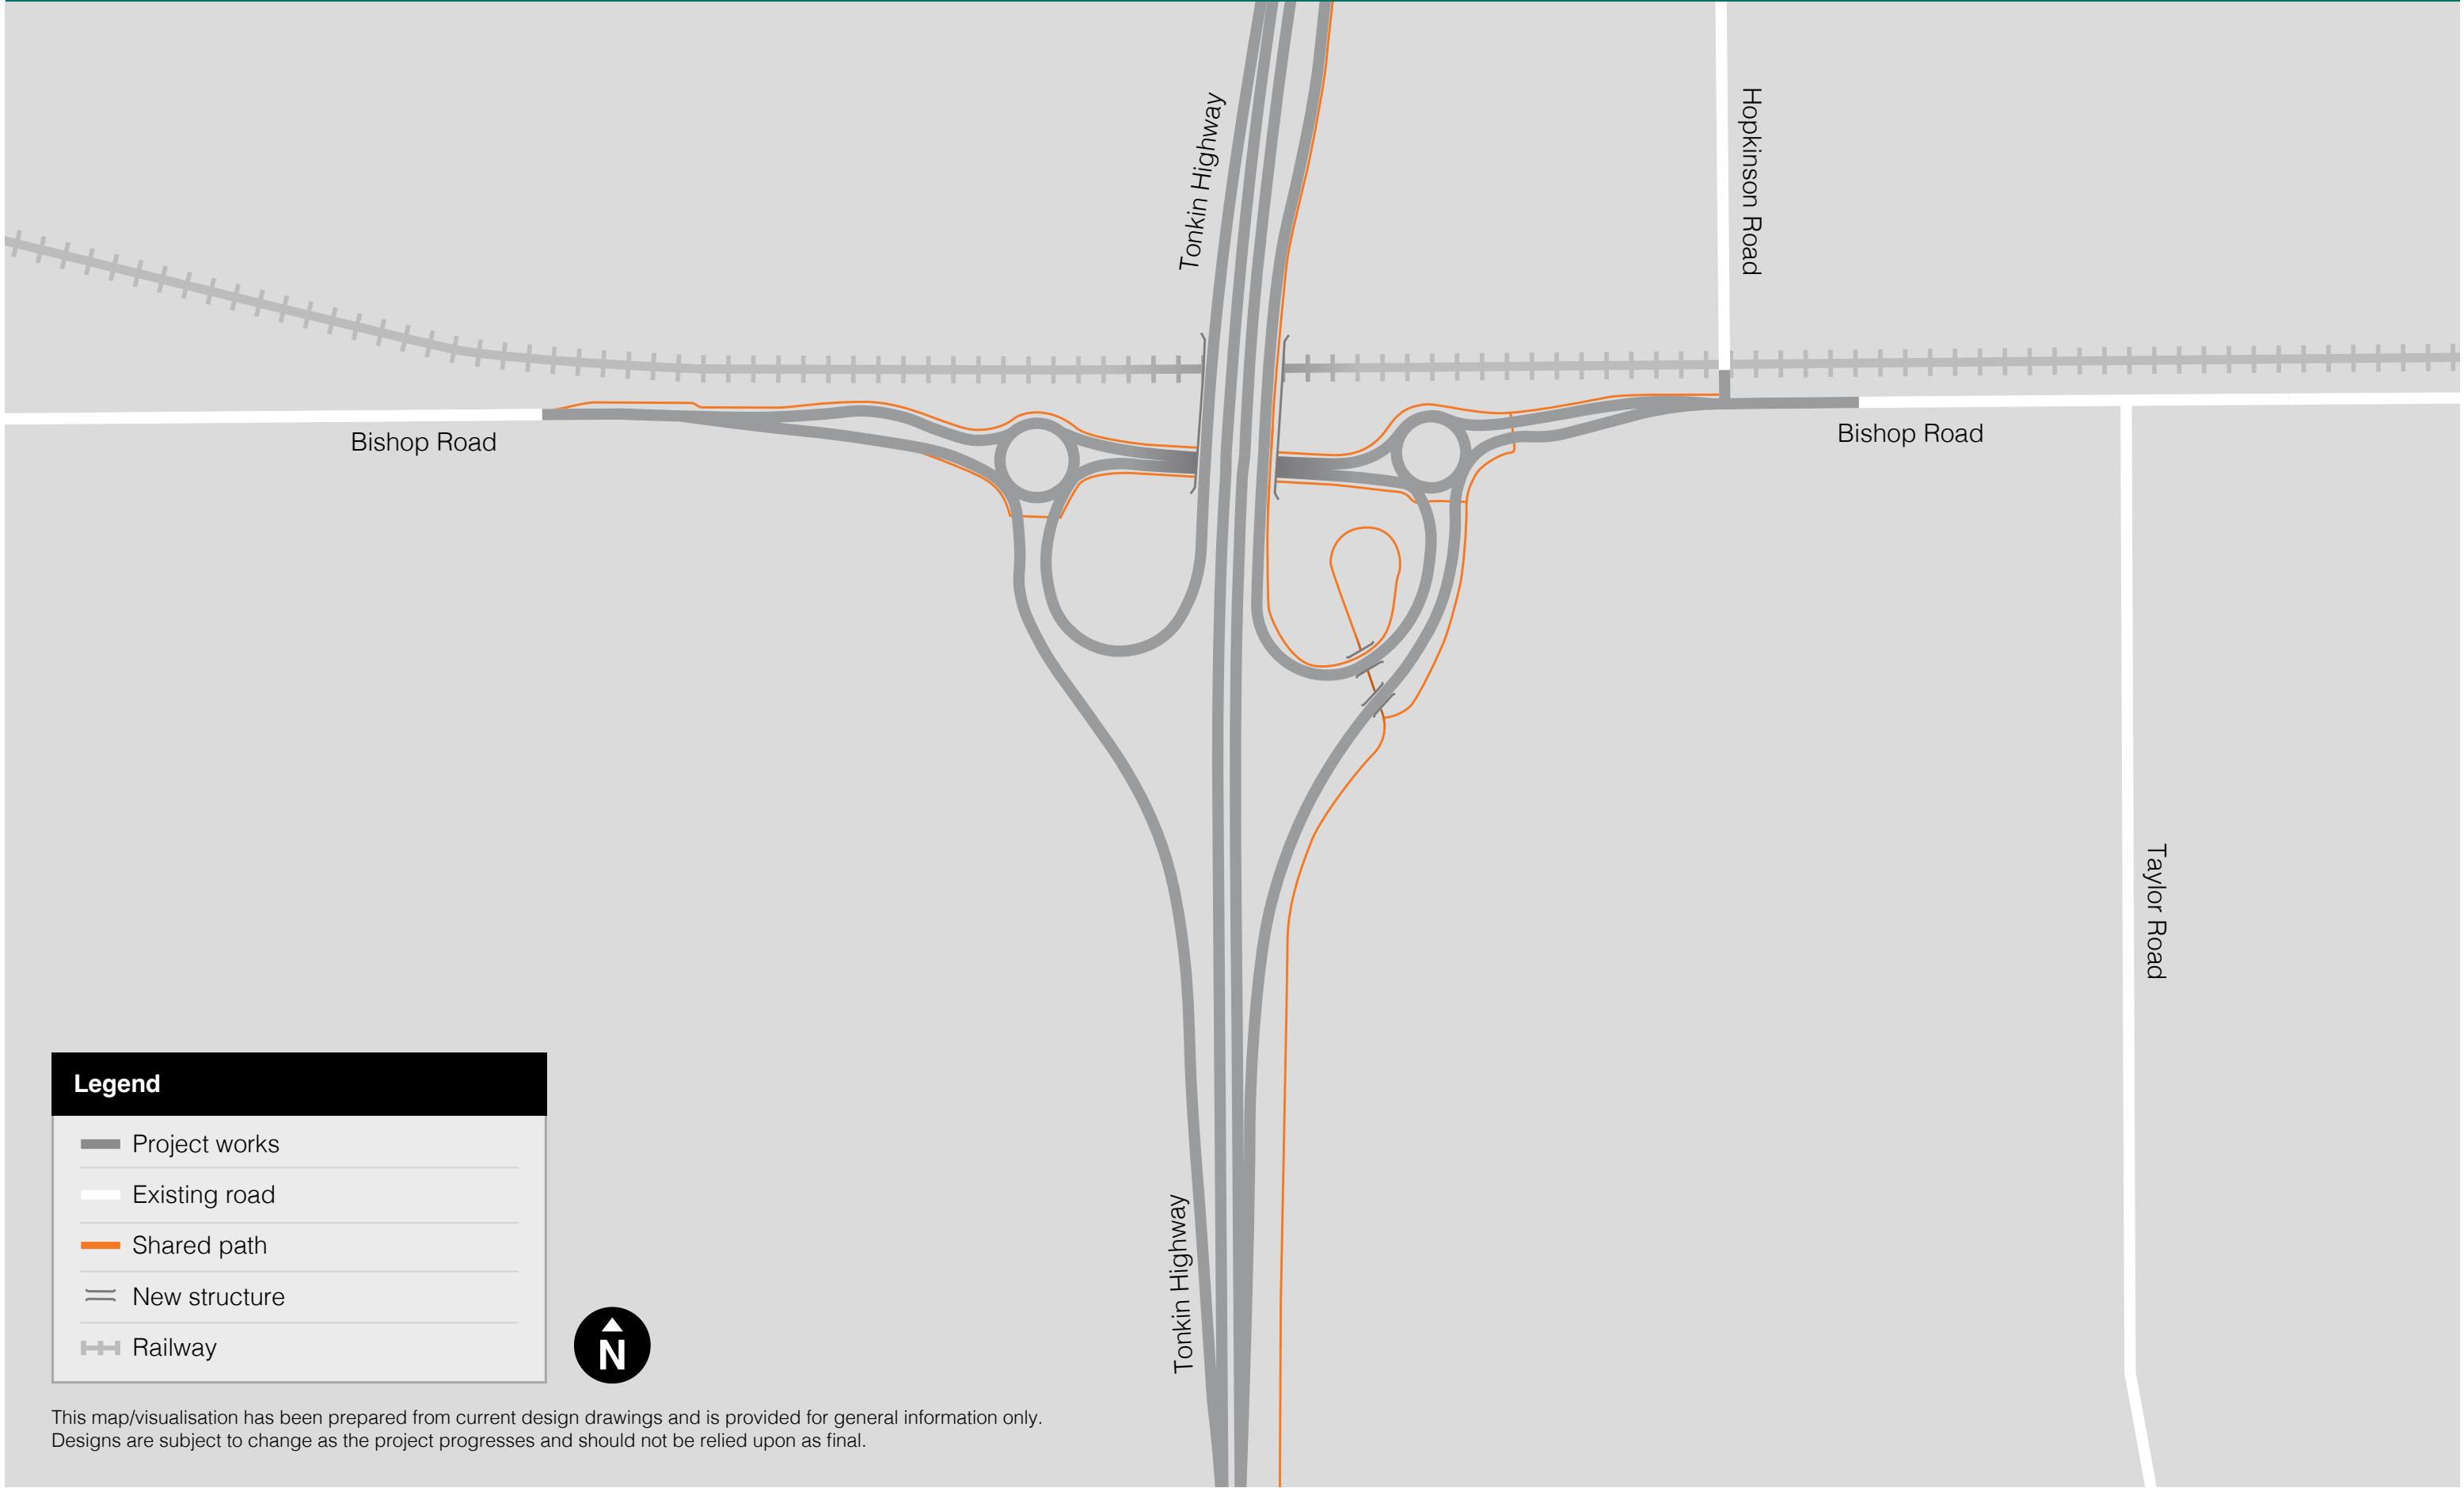 Tonkin Highway
Hopkinson Road
Bishop Road
Bishop Road
Taylor Road
Tonkin Highway
Legend
Project works
Existing road
Shared path
New structure
Railway
N
This map/visualisation has been prepared from current design drawings and is provided for general information only.
Designs are subject to change as the project progresses and should not be relied upon as final.